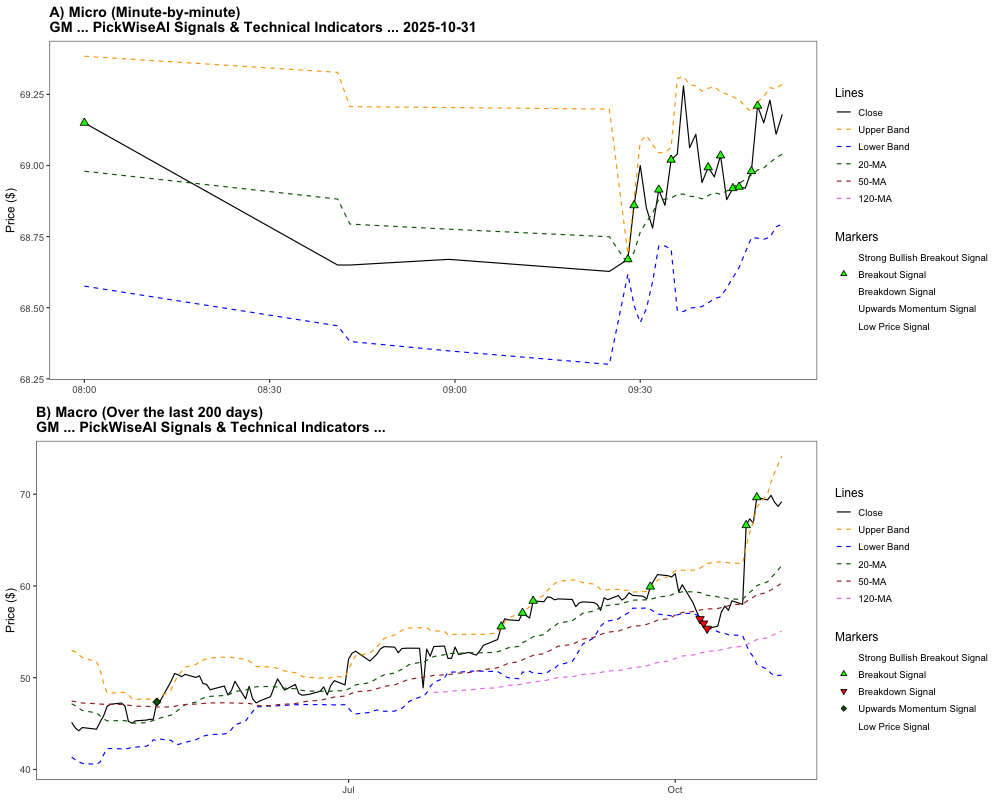 A) Micro (Minute-by-minute)
GM ... PickWiseAI Signals & Technical Indicators ... 2025-10-31
Price ($)
69.25
69.00
68.75
68.50
68.25
08:00
08:30
09:00
09:30
Lines
Close
Upper Band
Lower Band
20-MA
50-MA
120-MA
Markers
Strong Bullish Breakout Signal
Breakout Signal
Breakdown Signal
Upwards Momentum Signal
Low Price Signal
B) Macro (Over the last 200 days)
GM ... PickWiseAI Signals & Technical Indicators ...
Price ($)
70
60
50
40
Jul
Oct
Lines
Close
Upper Band
Lower Band
20-MA
50-MA
120-MA
Markers
Strong Bullish Breakout Signal
Breakout Signal
Breakdown Signal
Upwards Momentum Signal
Low Price Signal